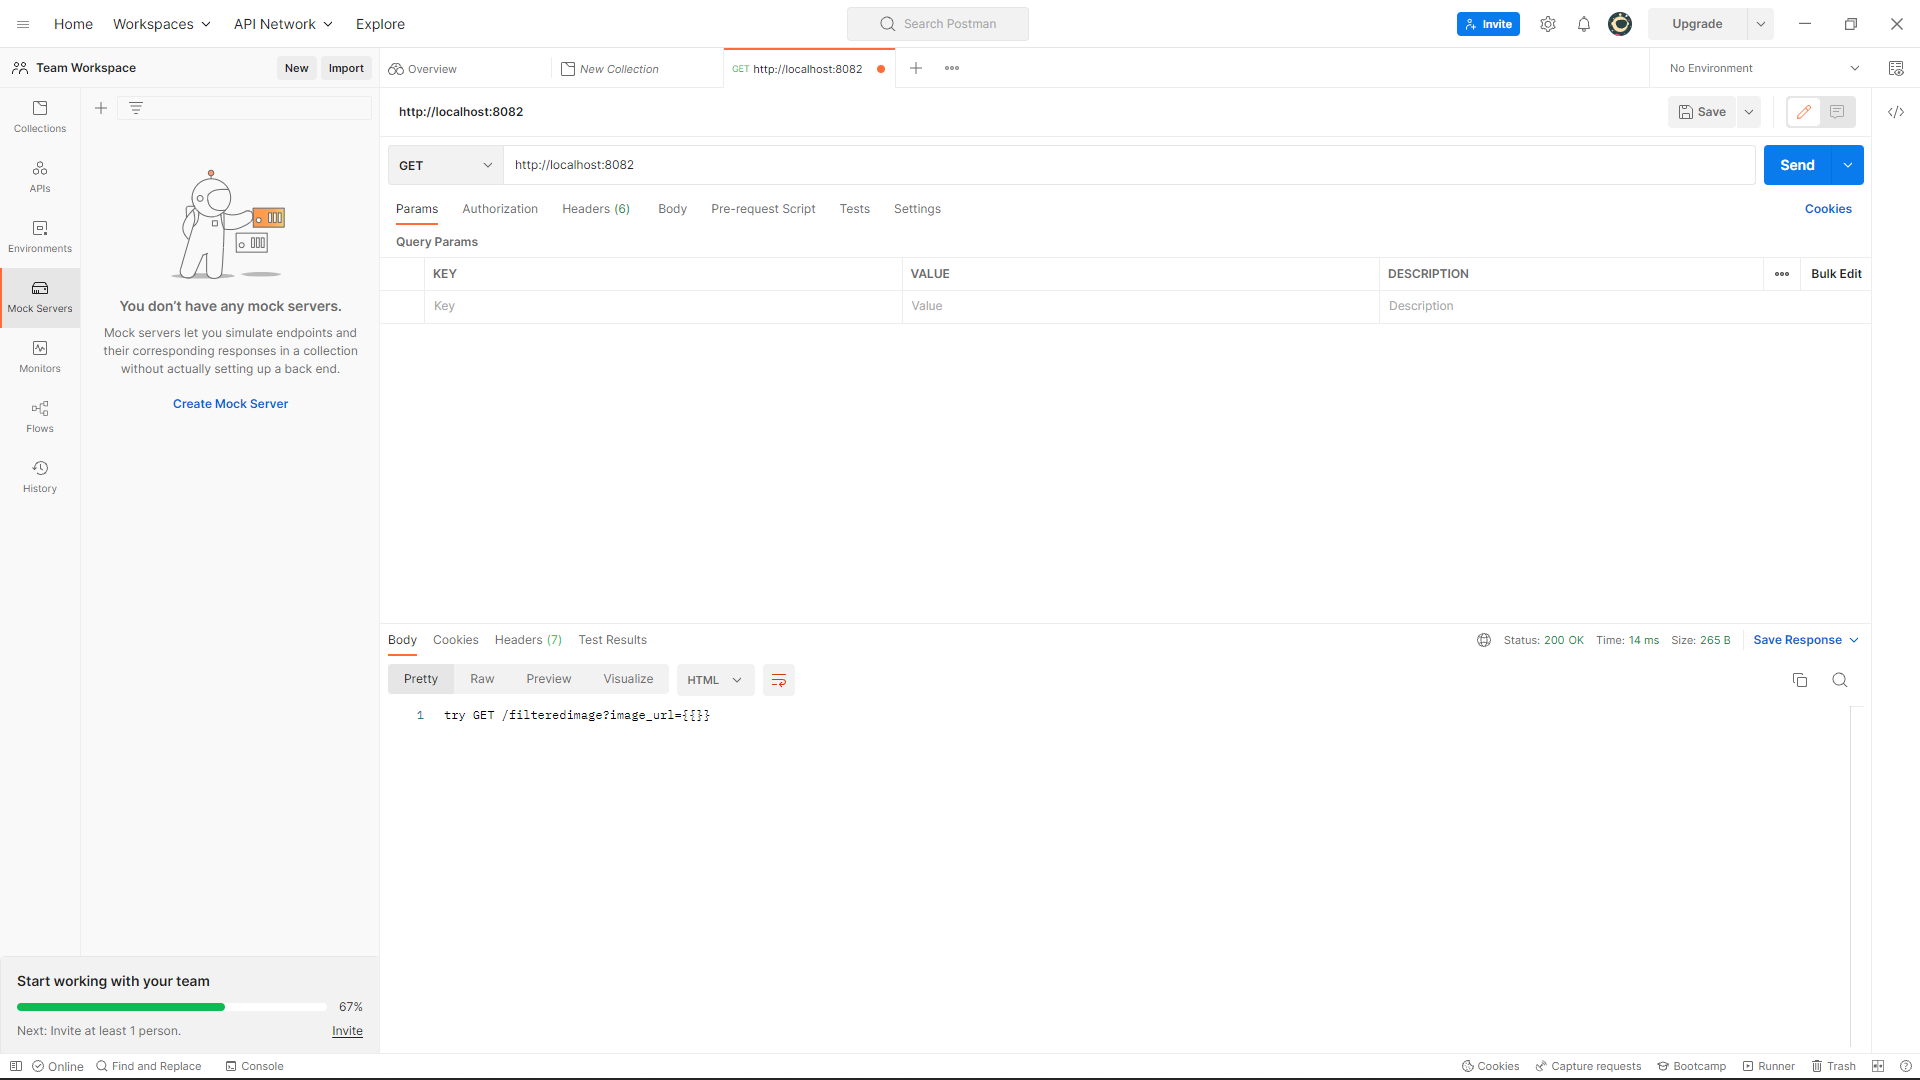 Home
Workspaces
API Network
Explore
Search Postman
Invite
Upgrade
Team Workspace
New
Import
Overview
New Collection
GET http://localhost:8082
No Environment
Collections
APIs
Environments
Mock Servers
Monitors
Flows
History
You don’t have any mock servers.
Mock servers let you simulate endpoints and
their corresponding responses in a collection
without actually setting up a back end.
Create Mock Server
http://localhost:8082
Save
GET
http://localhost:8082
Send
Params
Authorization
Headers (6)
Body
Pre-request Script
Tests
Settings
Cookies
Query Params
KEY
VALUE
DESCRIPTION
Bulk Edit
Key
Value
Description
Body
Cookies
Headers (7)
Test Results
Status: 200 OK
Time: 14 ms
Size: 265 B
Save Response
Pretty
Raw
Preview
Visualize
HTML
1 try GET /filteredimage?image_url={{}}
Start working with your team
67%
Next: Invite at least 1 person.
Invite
Online
Find and Replace
Console
Cookies
Capture requests
Bootcamp
Runner
Trash